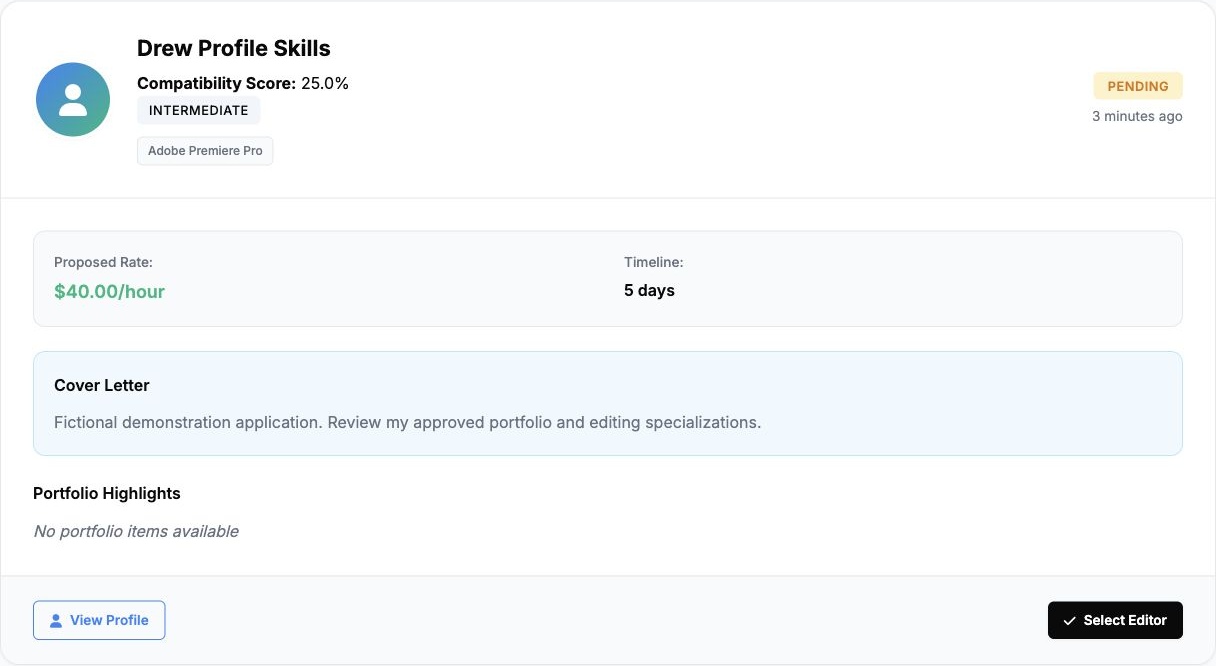 Drew Profile Skills
Compatibility Score: 25.0%
INTERMEDIATE
Adobe Premiere Pro
PENDING
3 minutes ago
Proposed Rate:
$40.00/hour
Timeline:
5 days
Cover Letter
Fictional demonstration application. Review my approved portfolio and editing specializations.
Portfolio Highlights
No portfolio items available
View Profile
Select Editor